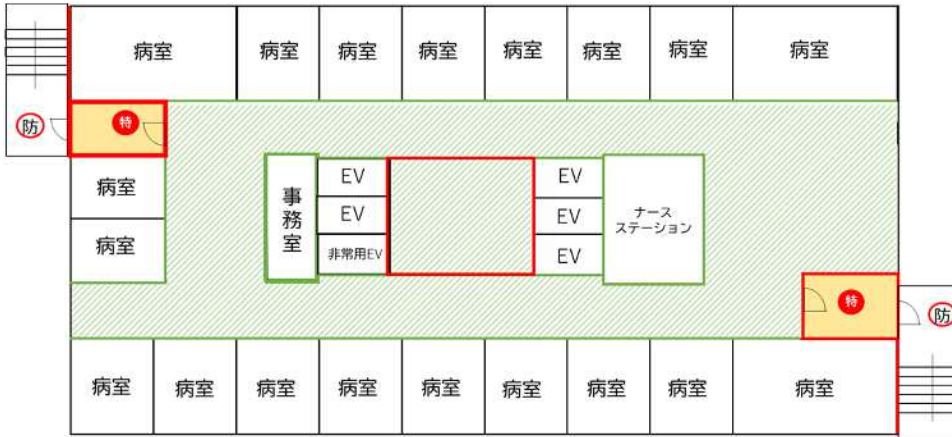 病室 病室 病室 病室 病室 病室 病室 病室
防 特
病室
病室
事務室
EV
EV
非常用EV
EV
EV
EV
ナース
ステーション
特 防
病室 病室 病室 病室 病室 病室 病室 病室 病室